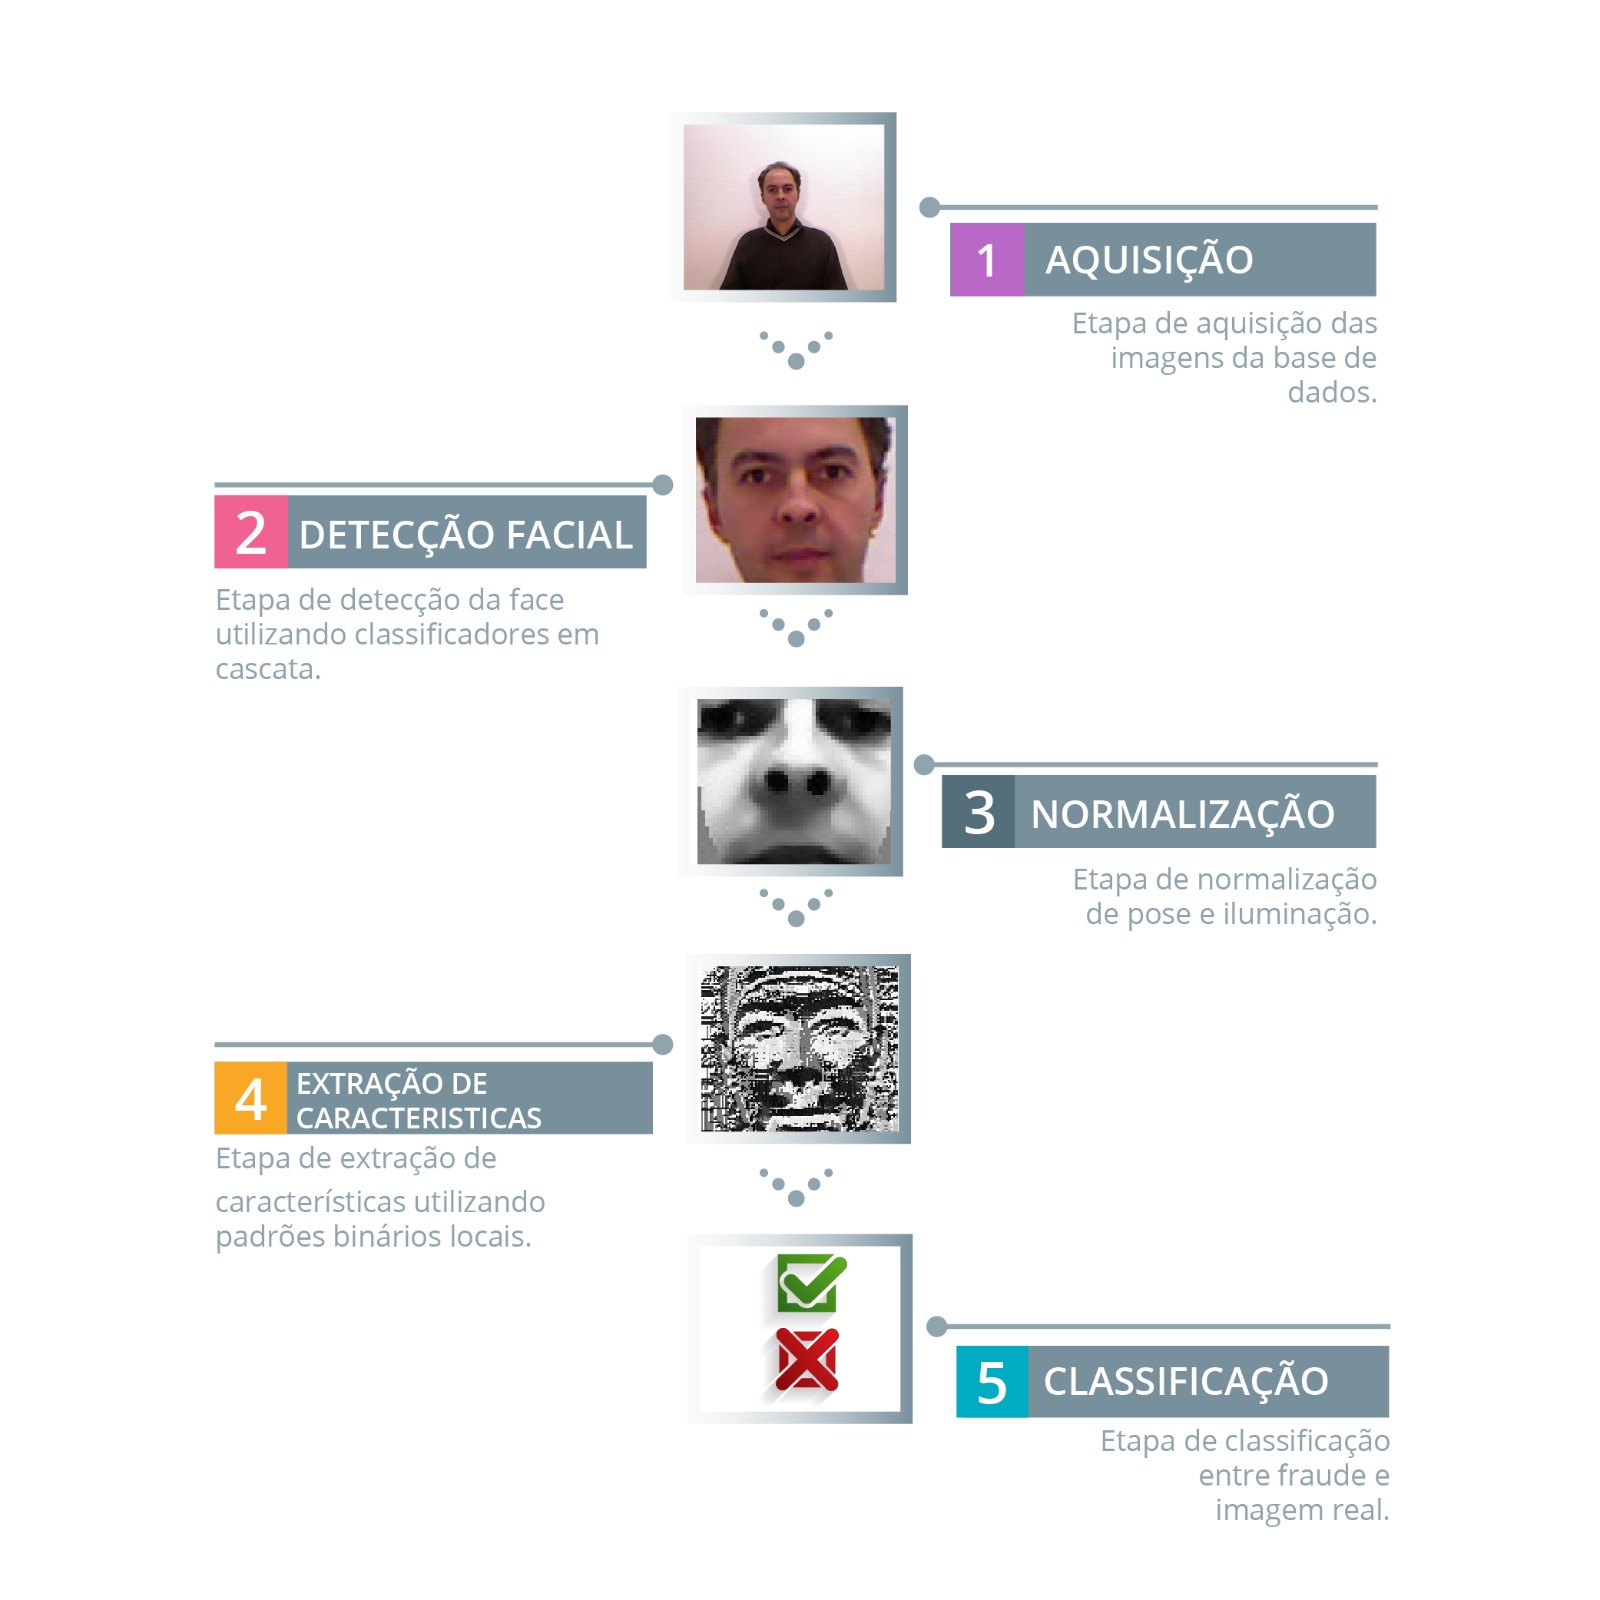 1 AQUISIÇÃO
Etapa de aquisição das
imagens da base de
dados.
2 DETECÇÃO FACIAL
Etapa de detecção da face
utilizando classificadores em
cascata.
3 NORMALIZAÇÃO
Etapa de normalização
de pose e iluminação.
4 EXTRAÇÃO DE
CARACTERISTICAS
Etapa de extração de
características utilizando
padrões binários locais.
5 CLASSIFICAÇÃO
Etapa de classificação
entre fraude e
imagem real.